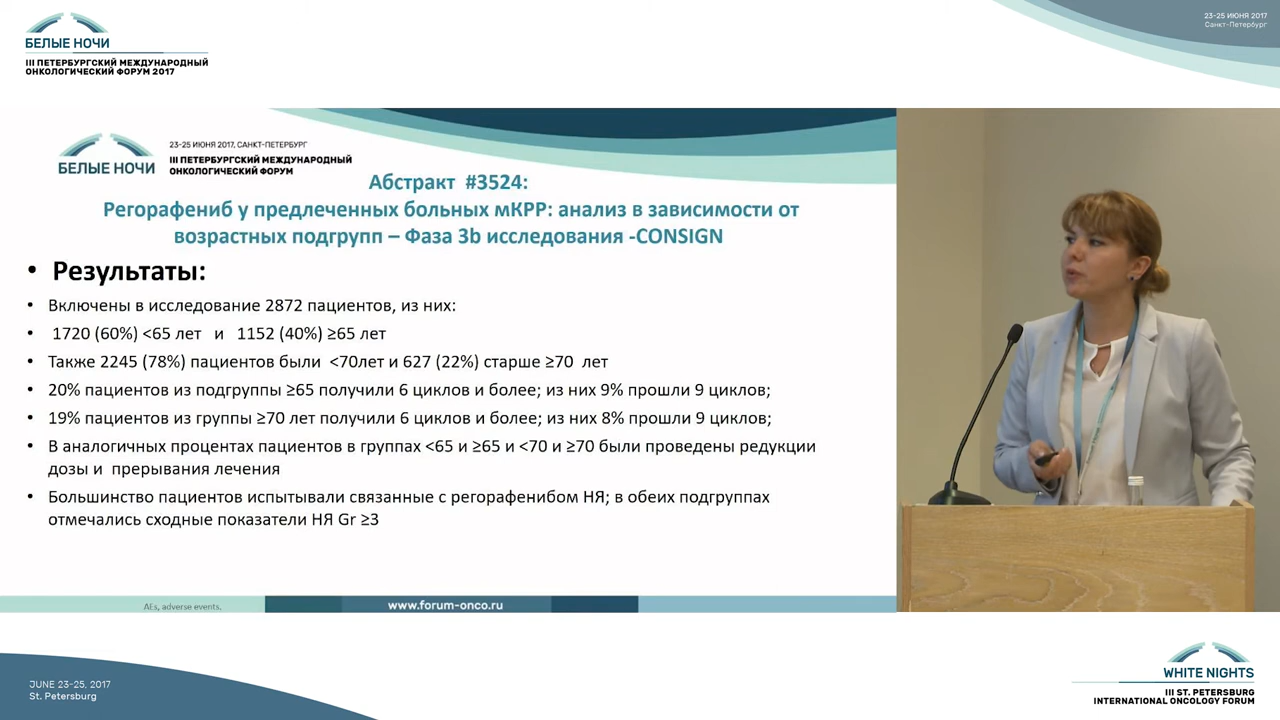 БЕЛЫЕ НОЧИ
III ПЕТЕРБУРГСКИЙ МЕЖДУНАРОДНЫЙ
ОНКОЛОГИЧЕСКИЙ ФОРУМ 2017
23-25 ИЮНЯ 2017
Санкт-Петербург
БЕЛЫЕ НОЧИ
23-25 ИЮНЯ 2017, САНКТ-ПЕТЕРБУРГ
III ПЕТЕРБУРГСКИЙ МЕЖДУНАРОДНЫЙ
ОНКОЛОГИЧЕСКИЙ ФОРУМ
Абстракт #3524:
Регорафениб у предлеченных больных мКРР: анализ в зависимости от
возрастных подгрупп – Фаза 3b исследования -CONSIGN
• Результаты:
• Включены в исследование 2872 пациентов, из них:
• 1720 (60%) <65 лет и 1152 (40%) ≥65 лет
• Также 2245 (78%) пациентов были <70лет и 627 (22%) старше ≥70 лет
• 20% пациентов из подгруппы ≥65 получили 6 циклов и более; из них 9% прошли 9 циклов;
• 19% пациентов из группы ≥70 лет получили 6 циклов и более; из них 8% прошли 9 циклов;
• В аналогичных процентах пациентов в группах <65 и ≥65 и <70 и ≥70 были проведены редукции
дозы и прерывания лечения
• Большинство пациентов испытывали связанные с регорафенибом НЯ; в обеих подгруппах
отмечались сходные показатели НЯ Gr ≥3
AEs, adverse events.
www.forum-onco.ru
JUNE 23-25, 2017
St. Petersburg
WHITE NIGHTS
III ST. PETERSBURG
INTERNATIONAL ONCOLOGY FORUM